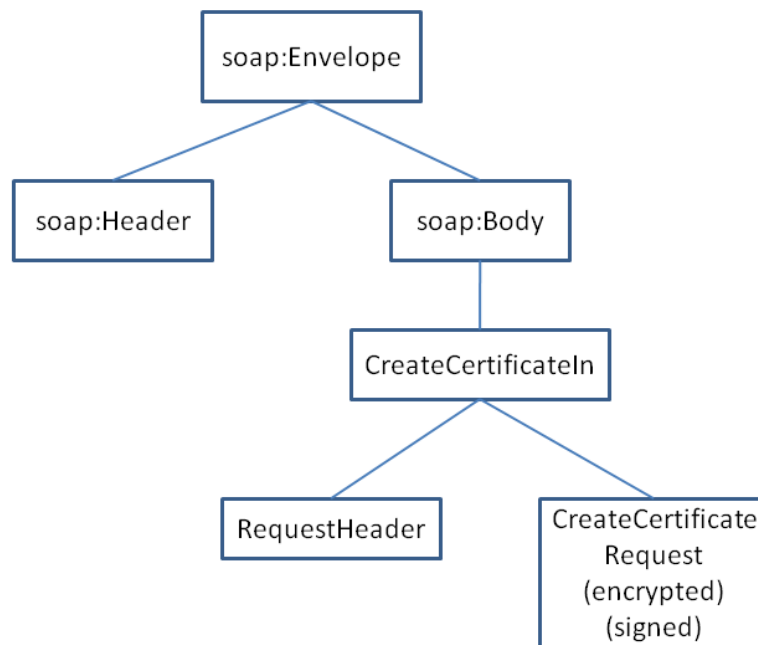 soap:Envelope
soap:Header
soap:Body
CreateCertificateIn
RequestHeader
CreateCertificate
Request
(encrypted)
(signed)